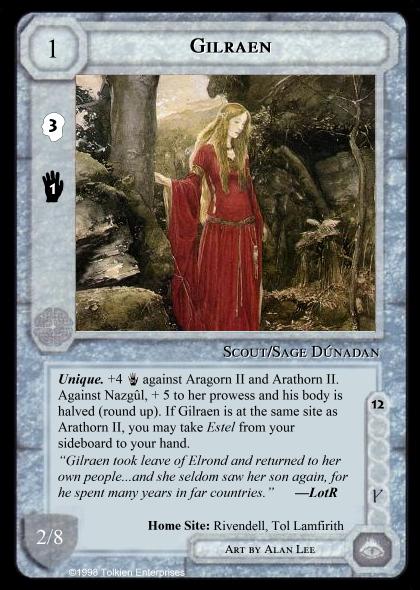 1
GILRAEN
3
1
SCOUT/SAGE DÚNADAN
Unique. +4 against Aragorn II and Arathorn II.
Against Nazgûl, + 5 to her prowess and his body is
halved (round up). If Gilraen is at the same site as
Arathorn II, you may take Estel from your
sideboard to your hand.
“Gilraen took leave of Elrond and returned to her
own people...and she seldom saw her son again, for
he spent many years in far countries.” —LotR
12
Home Site: Rivendell, Tol Lamfirith
2/8
ART BY ALAN LEE
©1998 Tolkien Enterprises